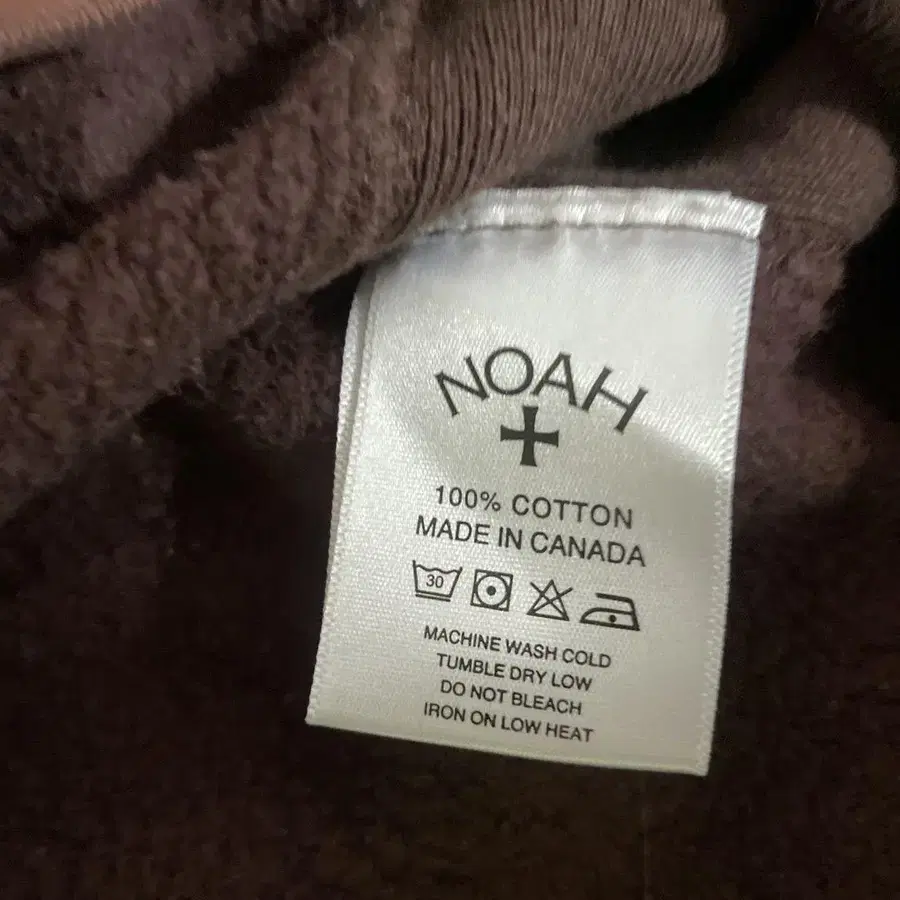 NOAH
100% COTTON
MADE IN CANADA
30
MACHINE WASH COLD
TUMBLE DRY LOW
DO NOT BLEACH
IRON ON LOW HEAT